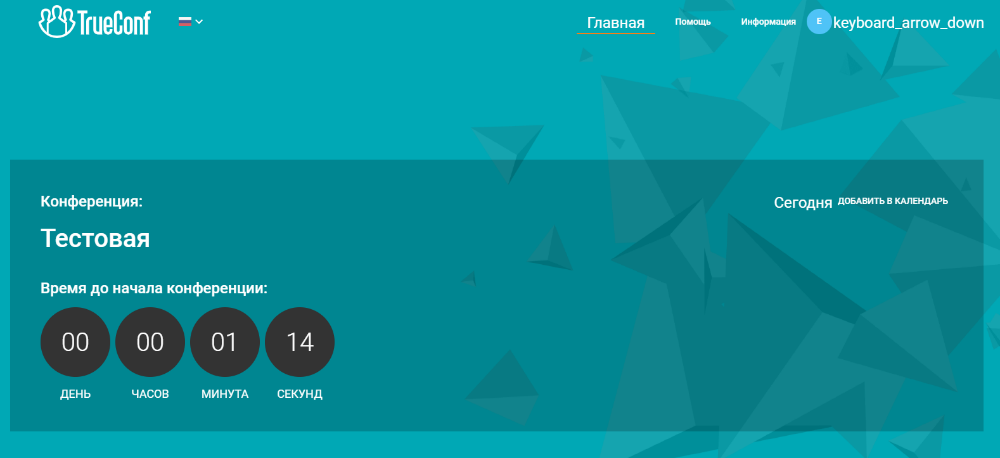 TrueConf
Главная Помощь Информация E keyboard_arrow_down
Конференция:
Сегодня ДОБАВИТЬ В КАЛЕНДАРЬ
Тестовая
Время до начала конференции:
00 00 01 14
ДЕНЬ ЧАСОВ МИНУТА СЕКУНД